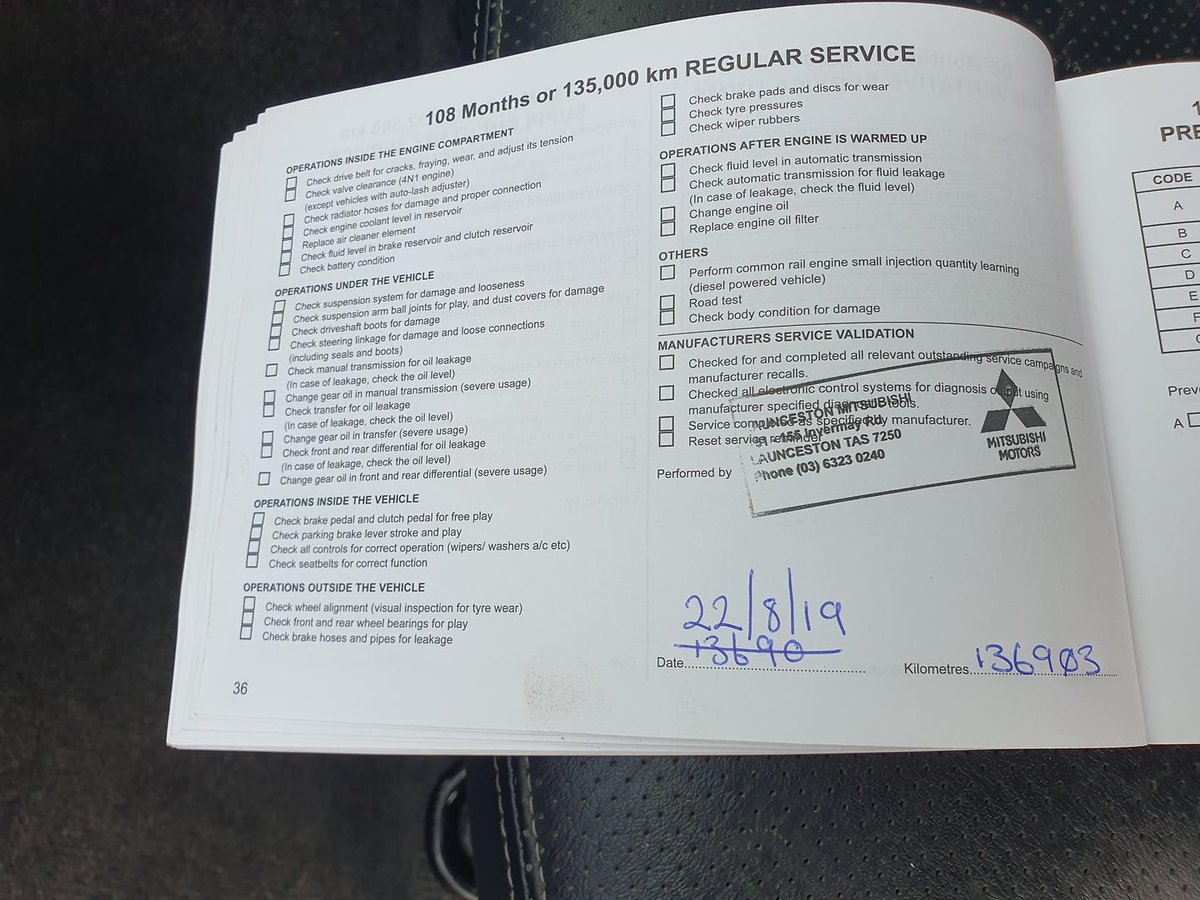 108 Months or 135,000 km REGULAR SERVICE
OPERATIONS INSIDE THE ENGINE COMPARTMENT
Check drive belt for cracks, fraying, wear, and adjust its tension
Check valve clearance (4N1 engine)
(except vehicles with auto-lash adjuster)
Check radiator hoses for damage and proper connection
Check engine coolant level in reservoir
Replace air cleaner element
Check fluid level in brake reservoir and clutch reservoir
Check battery condition
OPERATIONS UNDER THE VEHICLE
Check suspension system for damage and looseness
Check suspension arm ball joints for play, and dust covers for damage
Check driveshaft boots for damage
Check steering linkage for damage and loose connections
(including seals and boots)
Check manual transmission for oil leakage
(In case of leakage, check the oil level)
Change gear oil in manual transmission (severe usage)
Check transfer for oil leakage
(In case of leakage, check the oil level)
Change gear oil in transfer (severe usage)
Check front and rear differential for oil leakage
(In case of leakage, check the oil level)
Change gear oil in front and rear differential (severe usage)
OPERATIONS INSIDE THE VEHICLE
Check brake pedal and clutch pedal for free play
Check parking brake lever stroke and play
Check all controls for correct operation (wipers/ washers a/c etc)
Check seatbelts for correct function
OPERATIONS OUTSIDE THE VEHICLE
Check wheel alignment (visual inspection for tyre wear)
Check front and rear wheel bearings for play
Check brake hoses and pipes for leakage
36
Check brake pads and discs for wear
Check tyre pressures
Check wiper rubbers
OPERATIONS AFTER ENGINE IS WARMED UP
Check fluid level in automatic transmission
Check automatic transmission for fluid leakage
(In case of leakage, check the fluid level)
Change engine oil
Replace engine oil filter
OTHERS
Perform common rail engine small injection quantity learning
(diesel powered vehicle)
Road test
Check body condition for damage
MANUFACTURERS SERVICE VALIDATION
Checked for and completed all relevant outstanding service campaigns and
manufacturer recalls.
Checked all electronic control systems for diagnosis output using
manufacturer specified diagnose tools.
Service completed as specified by manufacturer.
Reset service reminder
Performed by
LAUNCESTON MITSUBISHI
Invermay RD
LAUNCESTON TAS 7250
Phone (03) 6323 0240
MITSUBISHI
MOTORS
22/8/19
13690
Date
Kilometres 136903
PRE
CODE
A
B
C
D
E
F
Prev
A